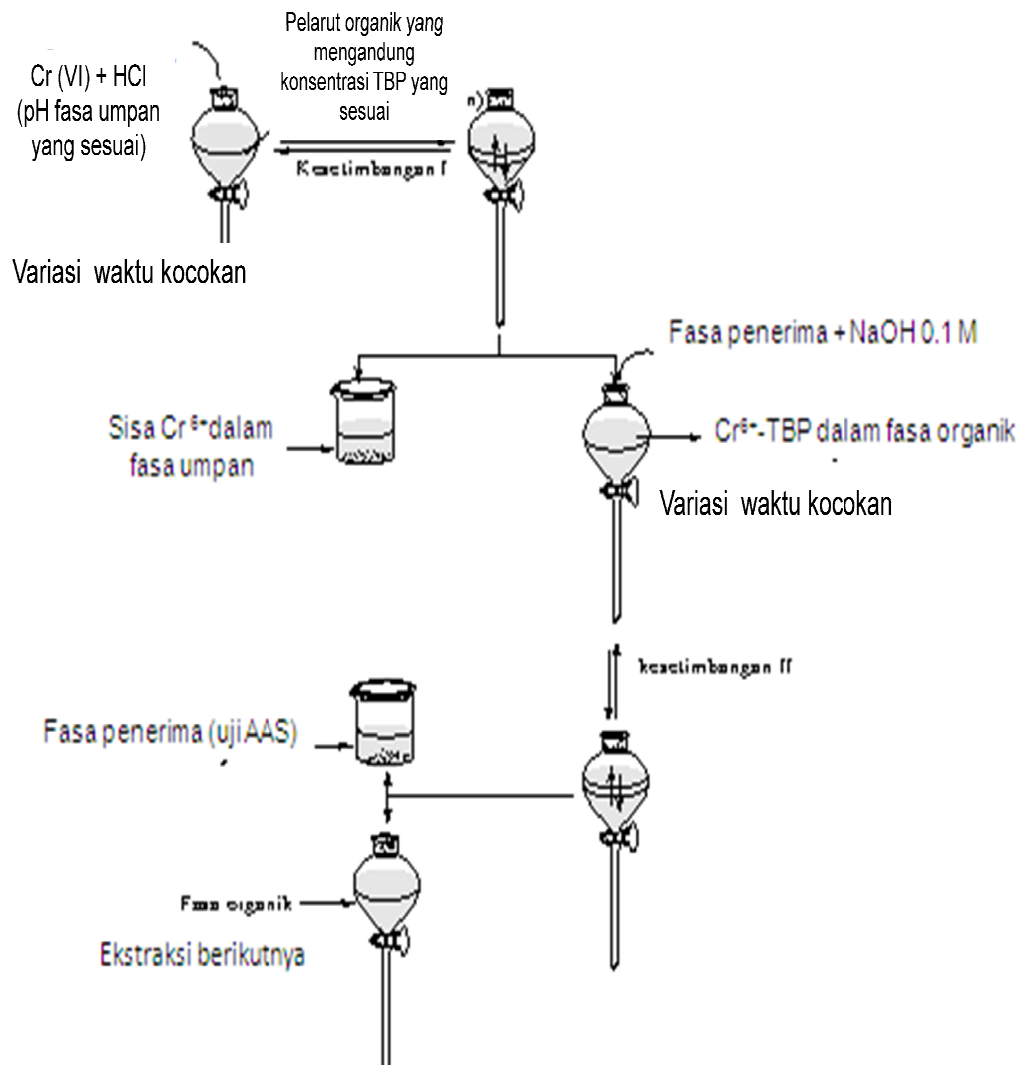 Pelarut organik yang
mengandung
konsentrasi TBP yang
sesuai
Cr (VI) + HCl
(pH fasa umpan
yang sesuai)
n)
Kesetimbangan I
Variasi waktu kocokan
Fasa penerima + NaOH 0.1 M
Sisa Cr ⁶⁺ dalam
fasa umpan
Cr⁶⁺-TBP dalam fasa organik
Variasi waktu kocokan
kesetimbangan II
Fasa penerima (uji AAS)
Fasa organik
Ekstraksi berikutnya